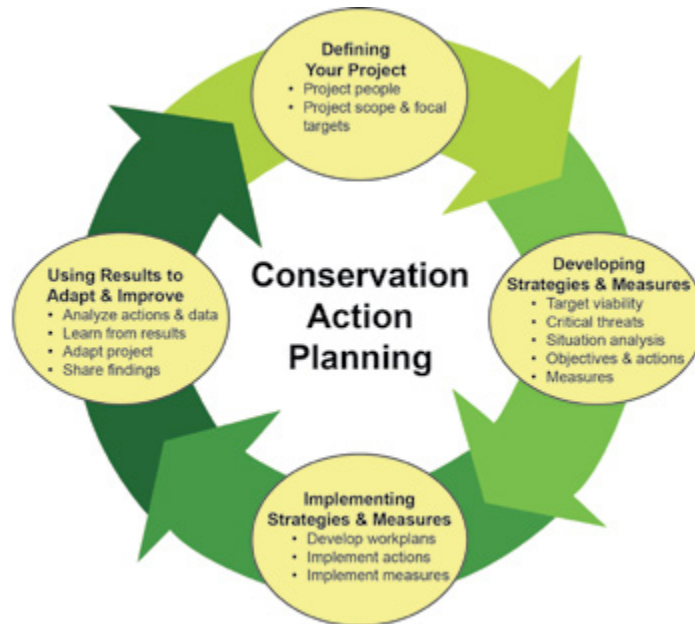 Defining
Your Project
• Project people
• Project scope & focal
targets
Developing
Strategies & Measures
• Target viability
• Critical threats
• Situation analysis
• Objectives & actions
• Measures
Implementing
Strategies & Measures
• Develop workplans
• Implement actions
• Implement measures
Using Results to
Adapt & Improve
• Analyze actions & data
• Learn from results
• Adapt project
• Share findings
Conservation
Action
Planning